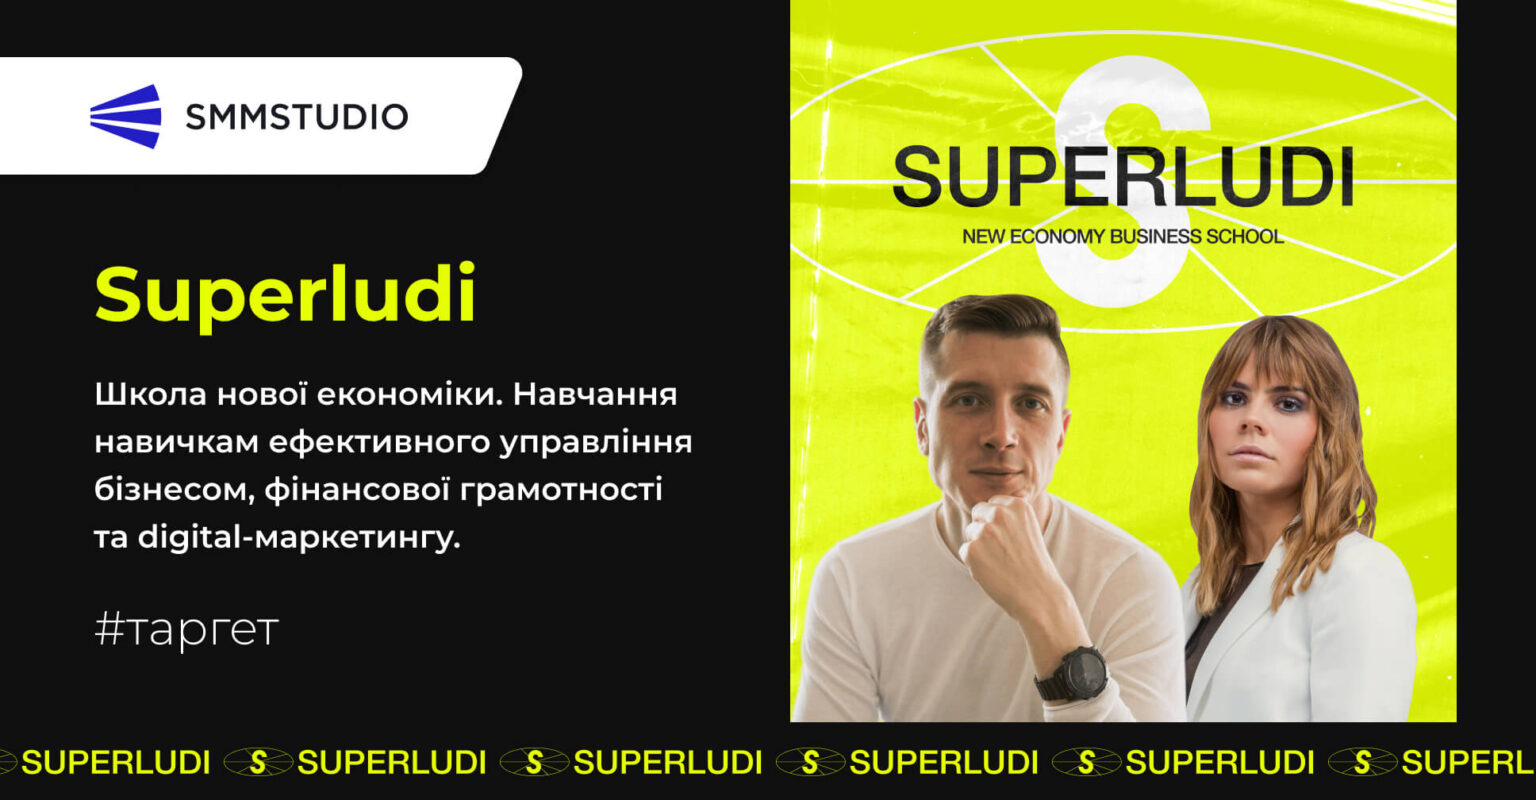 SMMSTUDIO
Superludi
Школа нової економіки. Навчання
навичкам ефективного управління
бізнесом, фінансової грамотності
та digital-маркетингу.
#таргет
S
SUPERLUDI
NEW ECONOMY BUSINESS SCHOOL
SUPERLUDI S SUPERLUDI S SUPERLUDI S SUPERLUDI S SUPERLUDI S SUPERL